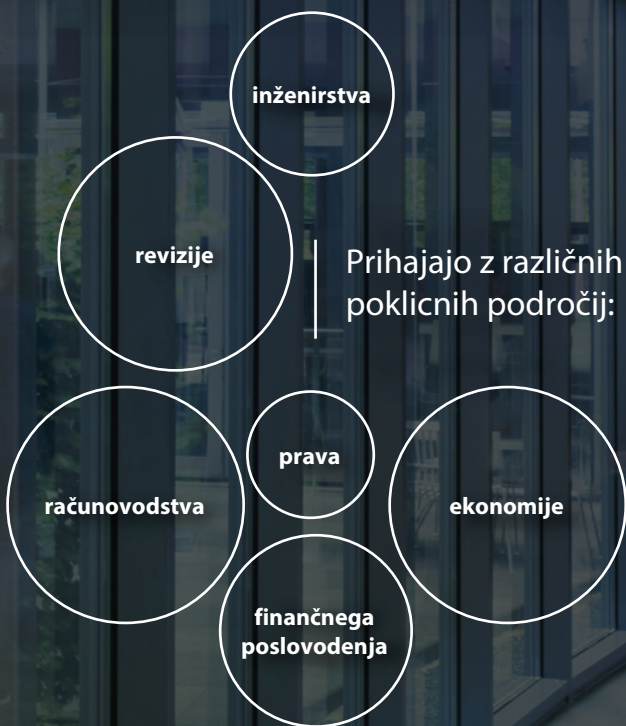 inženirstva
revizije
Prihajajo z različnih
poklicnih področij:
prava
računovodstva
ekonomije
finančnega
poslovodenja